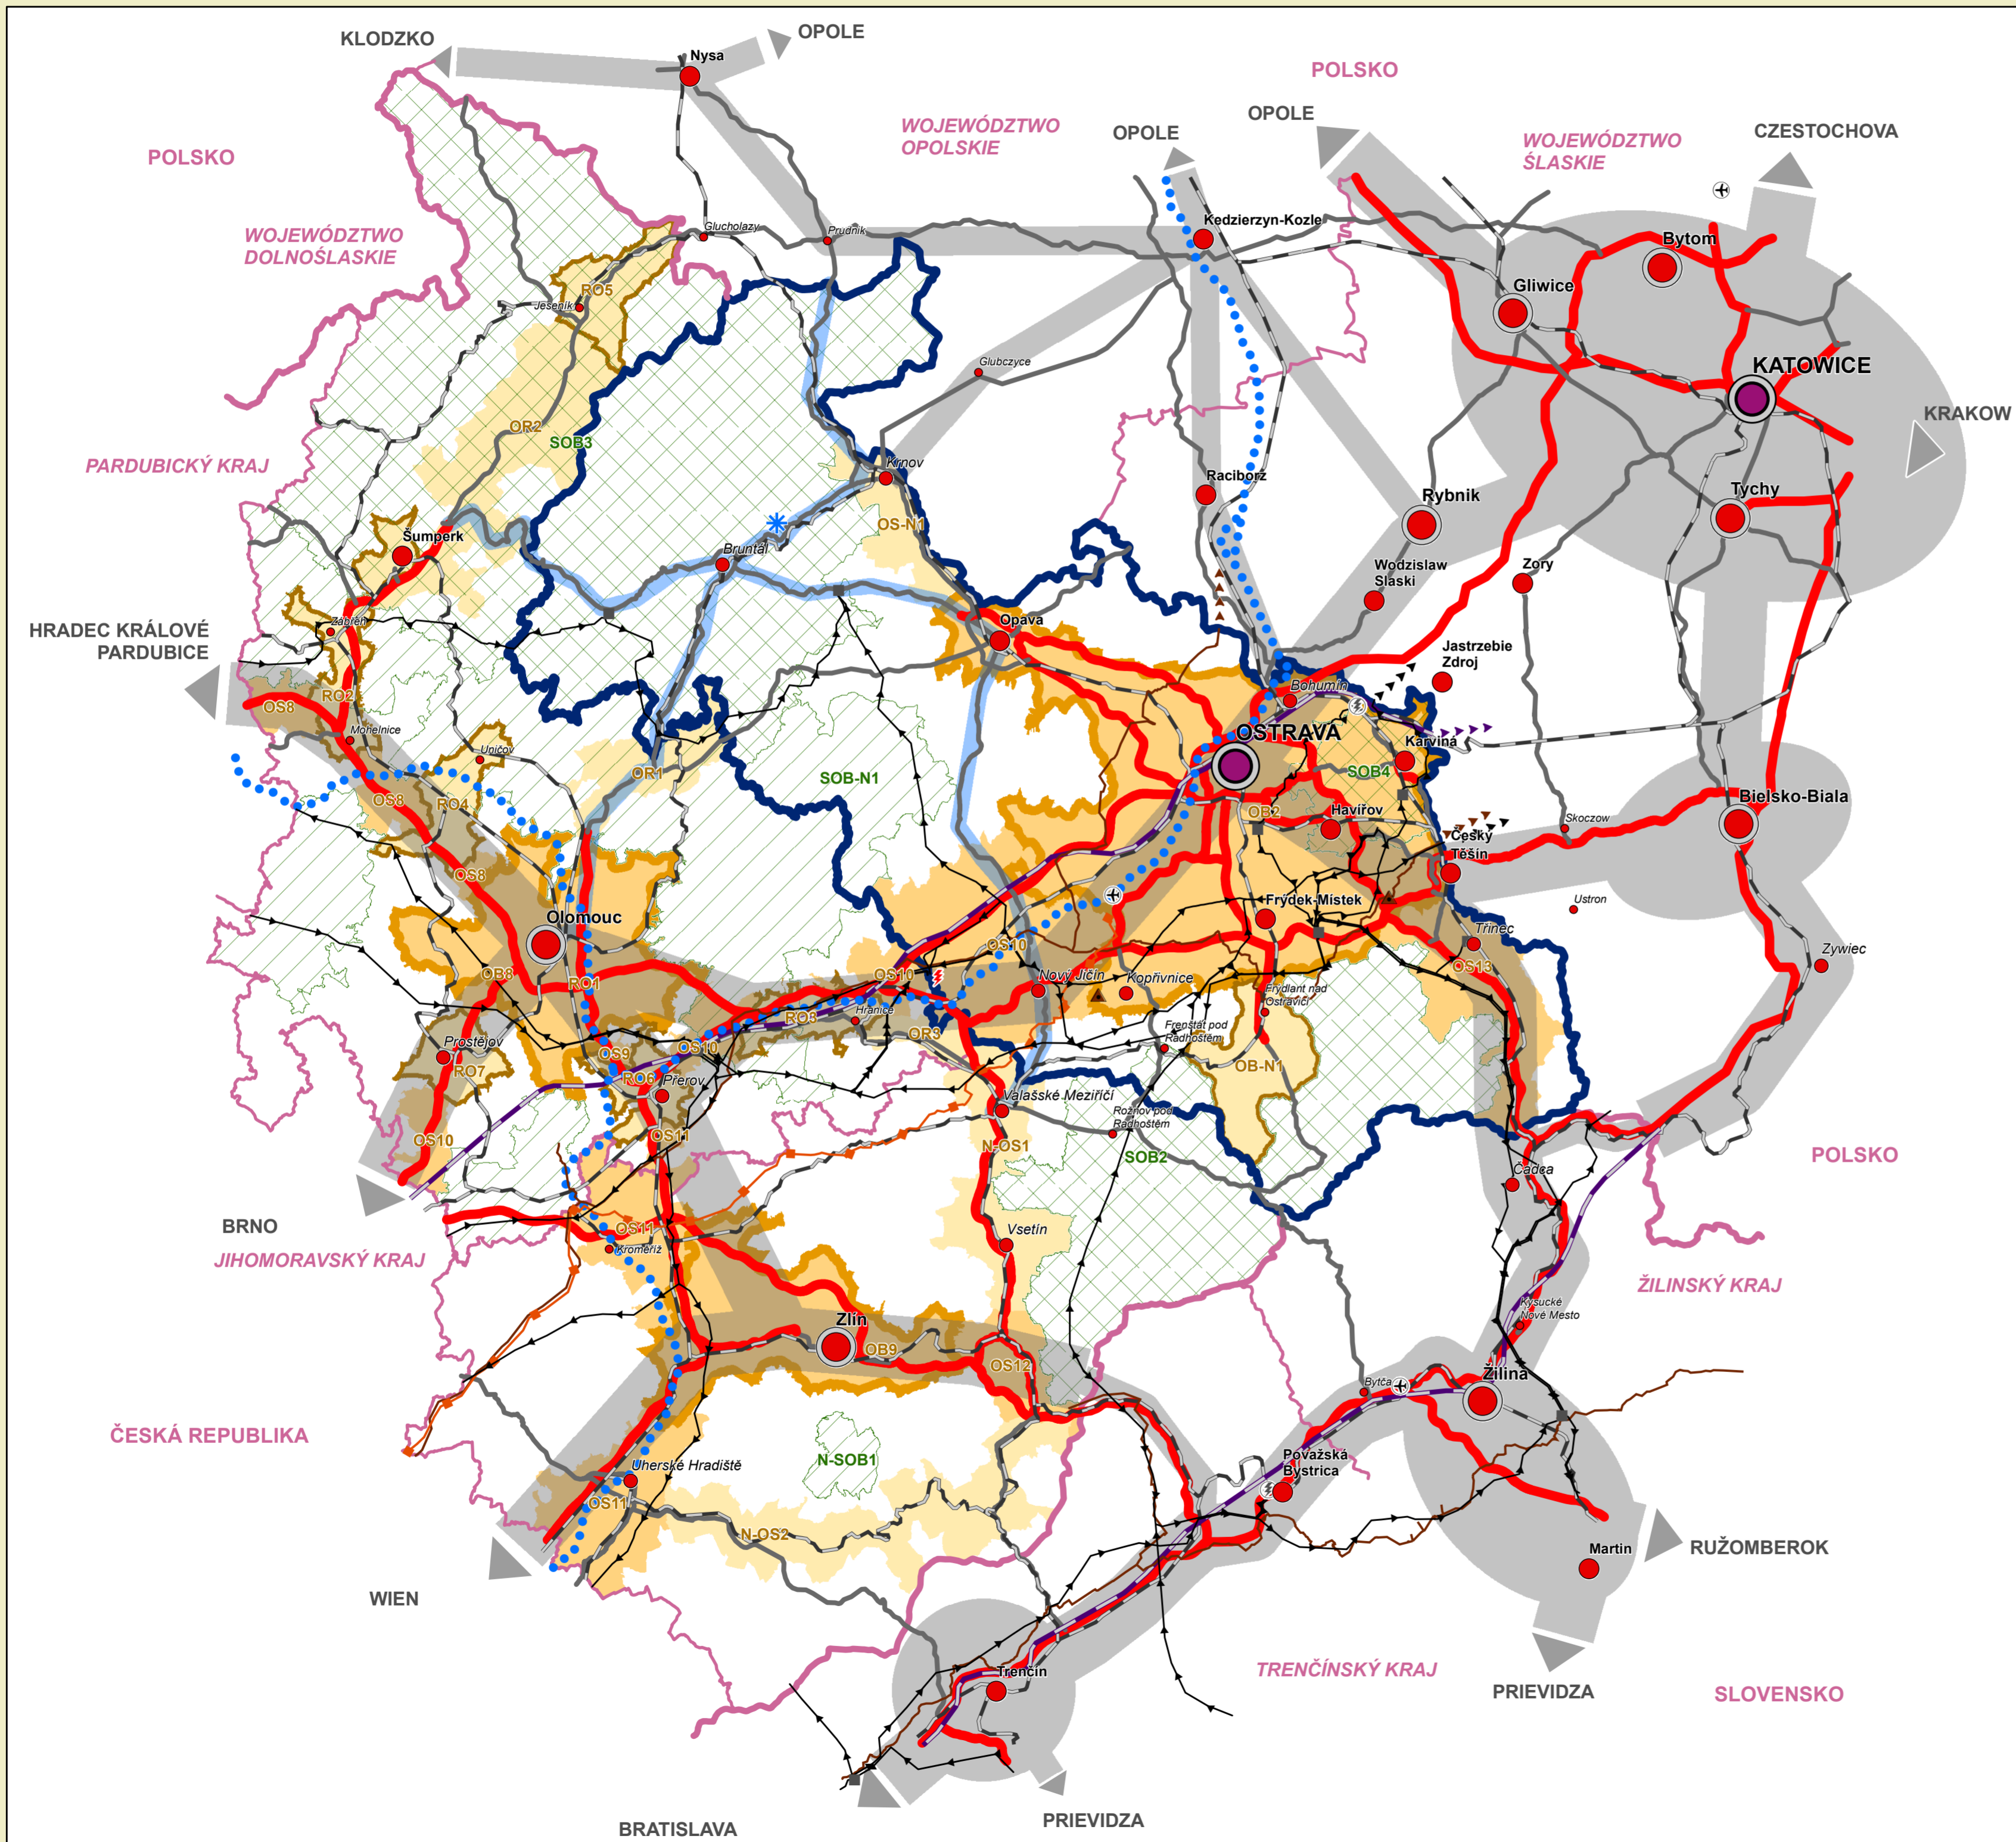 KLODZKO
OPOLE
Nysa
POLSKO
OPOLE
OPOLE
CZESTOCHOVA
WOJEWÓDZTWO
OPOLSKIE
WOJEWÓDZTWO
ŚLASKIE
POLSKO
WOJEWÓDZTWO
DOLNOŚLASKIE
Glucholazy
Prudnik
Kedzierzyn-Kozle
Bytom
Gliwice
RO5
Jeseník
Glubczyce
KATOWICE
KRAKOW
OR2
SOB3
PARDUBICKÝ KRAJ
Krnov
Raciborz
Rybnik
Tychy
OS-N1
Šumperk
Bruntál
Wodzislaw
Slaski
Zory
Zábřeh
Opava
HRADEC KRÁLOVÉ
PARDUBICE
Jastrzebie
Zdroj
RO2
OS8
Bohumín
Mohelnice
Uničov
OSTRAVA
Karviná
OR1
SOB-N1
SOB4
OS8
RO4
OB2
Havířov
Skoczow
Bielsko-Biala
Český
Těšín
OS8
Olomouc
Frýdek-Místek
Ustron
Třinec
OS10
OS13
Zywiec
OB8
RO1
OS10
Nový Jičín
Kopřivnice
Frýdlant nad
Ostravicí
RO3
Hranice
OR3
Frenštát pod
Radhoštěm
Prostějov
RO7
OS9
OS10
RO6
Přerov
OB-N1
Valašské Meziříčí
Rožnov pod
Radhoštěm
OS10
OS11
N-OS1
SOB2
POLSKO
Čadca
BRNO
JIHOMORAVSKÝ KRAJ
OS11
Kroměříž
Vsetín
ŽILINSKÝ KRAJ
Kysucké
Nové Mesto
Zlín
OB9
OS12
Bytča
Žilina
ČESKÁ REPUBLIKA
N-SOB1
Uherské Hradiště
OS11
Považská
Bystrica
N-OS2
RUŽOMBEROK
Martin
WIEN
TRENČÍNSKÝ KRAJ
Trenčín
PRIEVIDZA
SLOVENSKO
PRIEVIDZA
BRATISLAVA